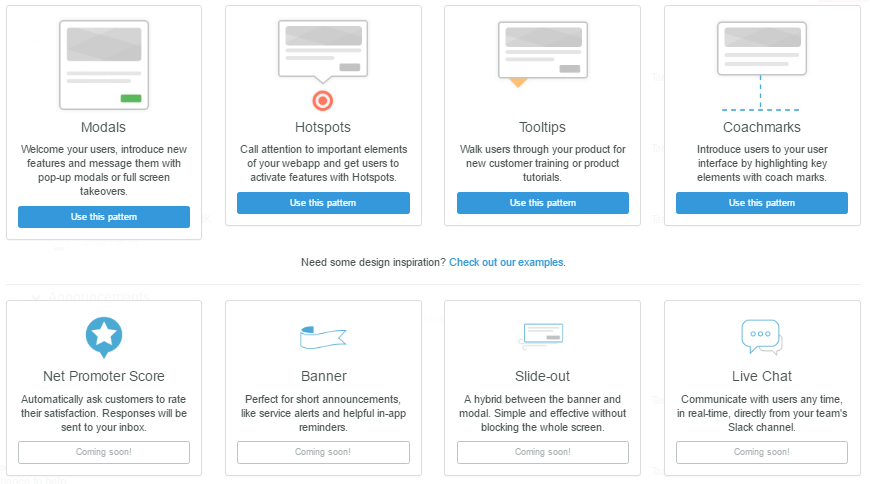 Modals
Welcome your users, introduce new
features and message them with
pop-up modals or full screen
takeovers.
Use this pattern
Hotspots
Call attention to important elements
of your webapp and get users to
activate features with Hotspots.
Use this pattern
Tooltips
Walk users through your product for
new customer training or product
tutorials.
Use this pattern
Coachmarks
Introduce users to your user
interface by highlighting key
elements with coach marks.
Use this pattern
Need some design inspiration? Check out our examples.
Announcements
Net Promoter Score
Automatically ask customers to rate
their satisfaction. Responses will be
sent to your inbox.
Coming soon!
Banner
Perfect for short announcements,
like service alerts and helpful in-app
reminders.
Coming soon!
Slide-out
A hybrid between the banner and
modal. Simple and effective without
blocking the whole screen.
Coming soon!
Live Chat
Communicate with users any time,
in real-time, directly from your team's
Slack channel.
Coming soon!